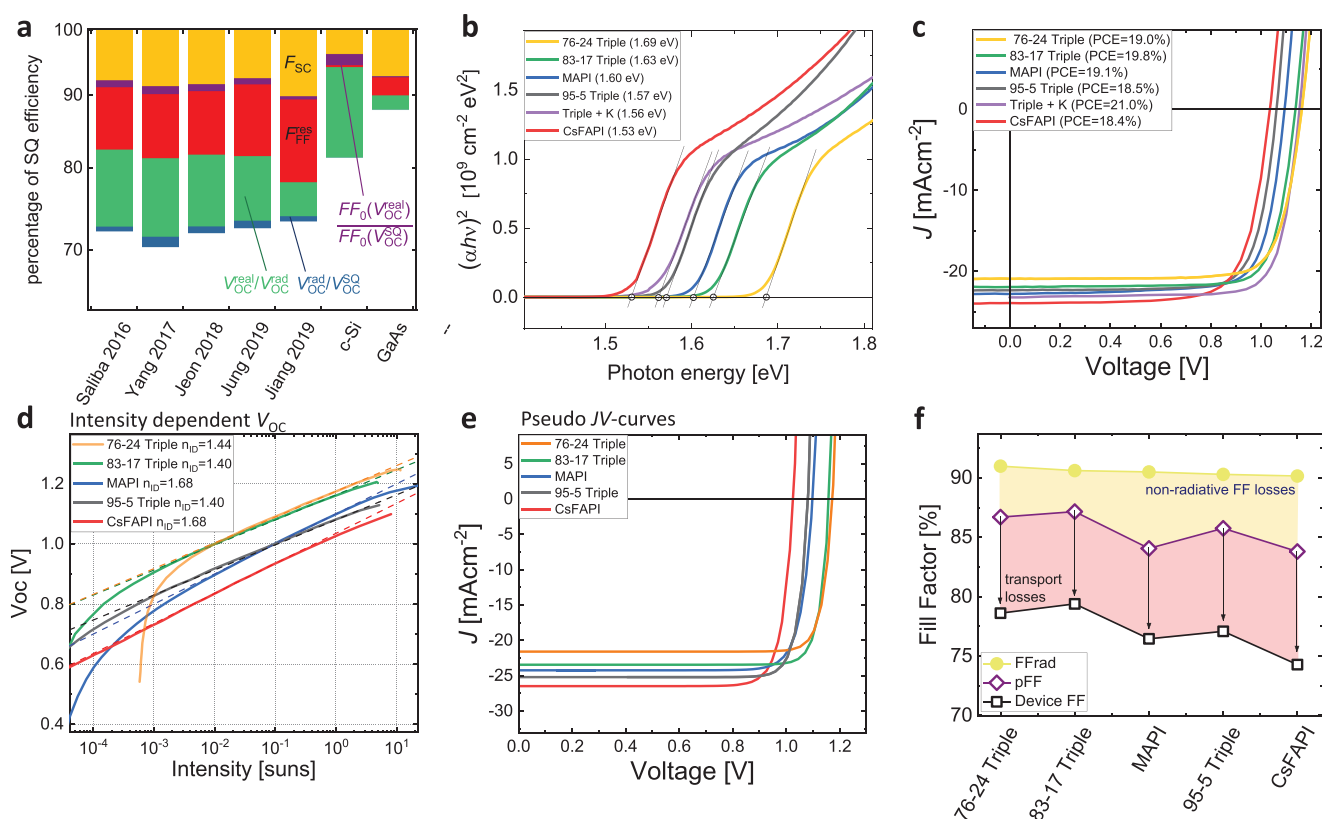 a
percentage of SQ efficiency
100
90
80
70
F_SC
F_FF^res
FF_0(V_OC^real)
FF_0(V_OC^SQ)
V_OC^real/V_OC^rad
V_OC^rad/V_OC^SQ
Saliba 2016
Yang 2017
Jeon 2018
Jung 2019
Jiang 2019
c-Si
GaAs
--
b
(αhν)² [10⁹ cm⁻² eV²]
76-24 Triple (1.69 eV)
83-17 Triple (1.63 eV)
MAPI (1.60 eV)
95-5 Triple (1.57 eV)
Triple + K (1.56 eV)
CsFAPI (1.53 eV)
1.5
1.0
0.5
0.0
1.5 1.6 1.7 1.8
Photon energy [eV]
c
J [mAcm⁻²]
76-24 Triple (PCE=19.0%)
83-17 Triple (PCE=19.8%)
MAPI (PCE=19.1%)
95-5 Triple (PCE=18.5%)
Triple + K (PCE=21.0%)
CsFAPI (PCE=18.4%)
0
-10
-20
0.0 0.2 0.4 0.6 0.8 1.0 1.2
Voltage [V]
d
Intensity dependent V_OC
76-24 Triple n_ID=1.44
83-17 Triple n_ID=1.40
MAPI n_ID=1.68
95-5 Triple n_ID=1.40
CsFAPI n_ID=1.68
Voc [V]
1.2
1.0
0.8
0.6
0.4
10⁻⁴ 10⁻³ 10⁻² 10⁻¹ 10⁰ 10¹
Intensity [suns]
e
Pseudo JV-curves
76-24 Triple
83-17 Triple
MAPI
95-5 Triple
CsFAPI
J [mAcm⁻²]
5
0
-5
-10
-15
-20
-25
-30
0.0 0.2 0.4 0.6 0.8 1.0 1.2
Voltage [V]
f
Fill Factor [%]
90
85
80
75
70
non-radiative FF losses
transport
losses
FFrad
pFF
Device FF
76-24 Triple
83-17 Triple
MAPI
95-5 Triple
CsFAPI